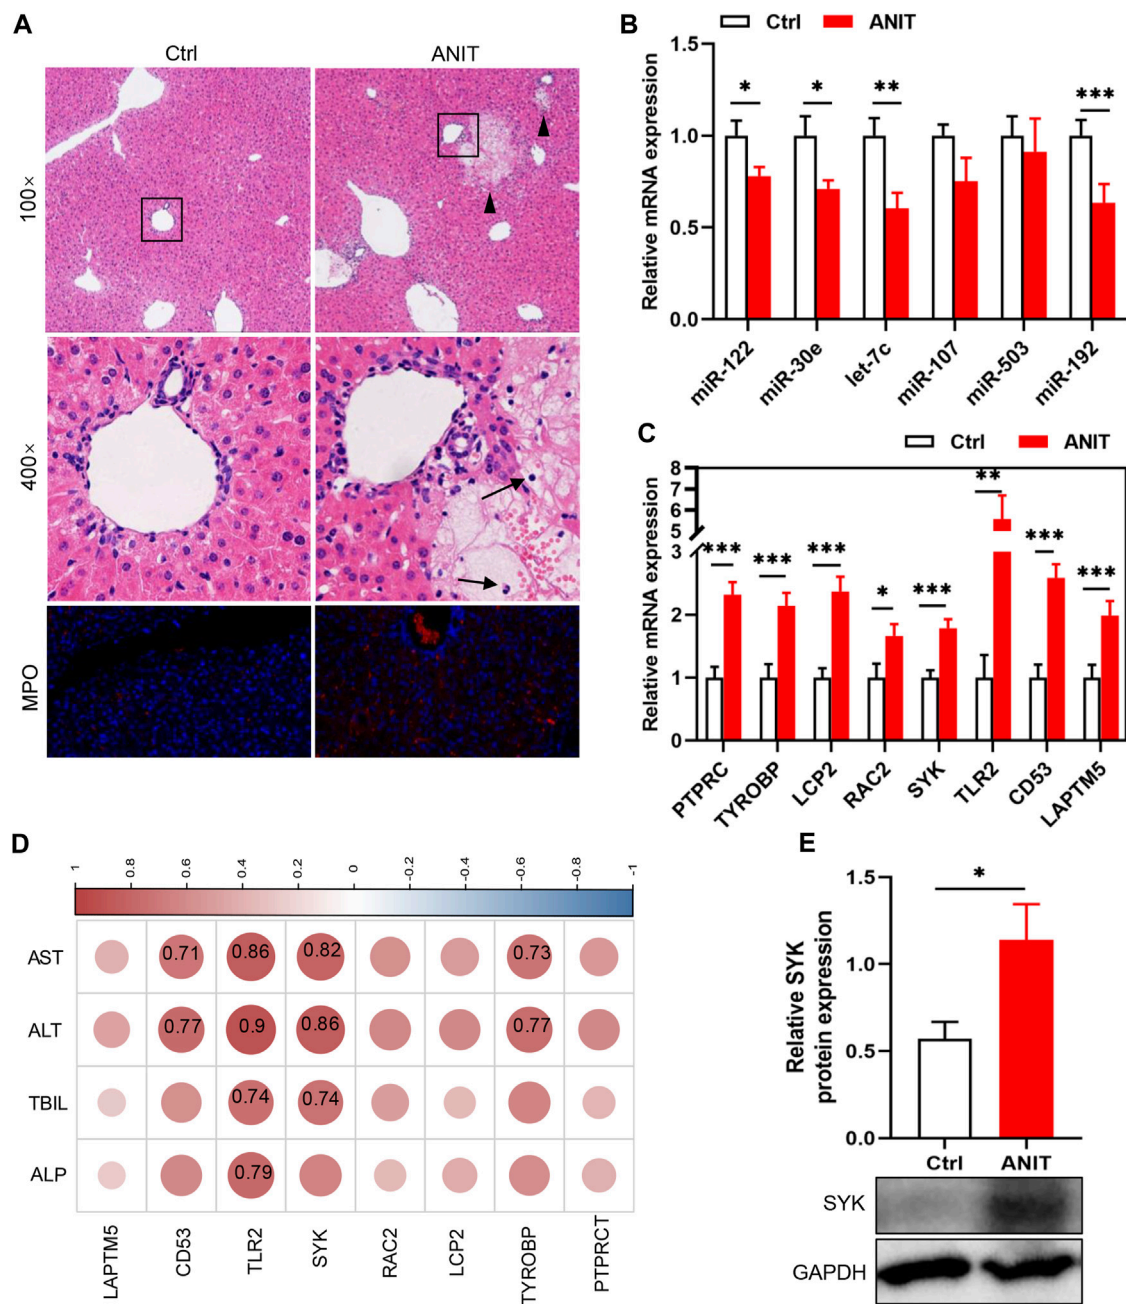 A
Ctrl
ANIT
100×
400×
MPO
B
Ctrl
ANIT
Relative mRNA expression
1.5
1.0
0.5
0.0
*
*
**
***
miR-122
miR-30e
let-7c
miR-107
miR-503
miR-192
C
Ctrl
ANIT
Relative mRNA expression
8
7
6
5
3
2
1
0
***
***
***
*
***
**
***
***
PTPRC
TYROBP
LCP2
RAC2
SYK
TLR2
CD53
LAPTM5
D
1
0.8
0.6
0.4
0.2
0
-0.2
-0.4
-0.6
-0.8
-1
AST
0.71
0.86
0.82
0.73
ALT
0.77
0.9
0.86
0.77
TBIL
0.74
0.74
ALP
0.79
LAPTM5
CD53
TLR2
SYK
RAC2
LCP2
TYROBP
PTPRCT
E
Relative SYK
protein expression
1.5
1.0
0.5
0.0
*
Ctrl
ANIT
SYK
GAPDH